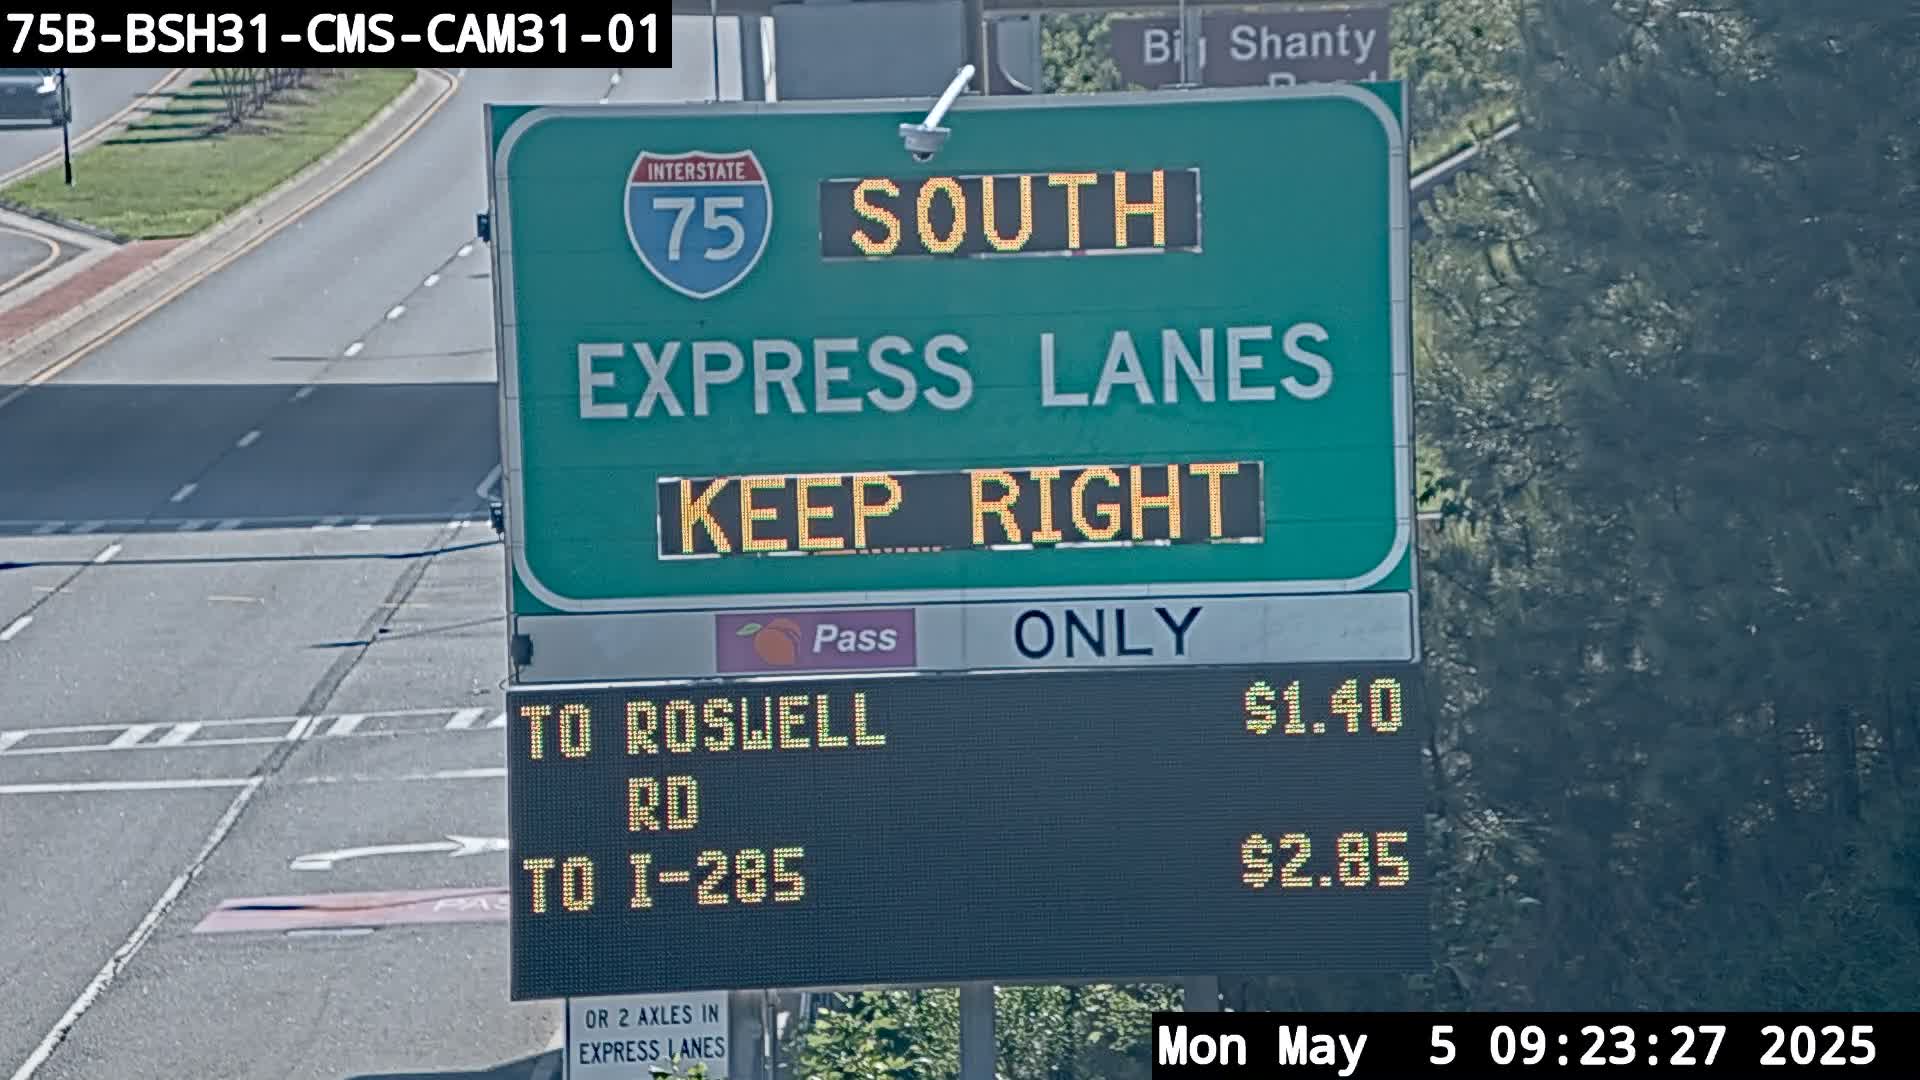 75B-BSH31-CMS-CAM31-01
Big Shanty
Road
INTERSTATE
75
SOUTH
EXPRESS LANES
KEEP RIGHT
Pass ONLY
TO ROSWELL $1.40
RD
TO I-285 $2.85
OR 2 AXLES IN
EXPRESS LANES
Mon May 5 09:23:27 2025